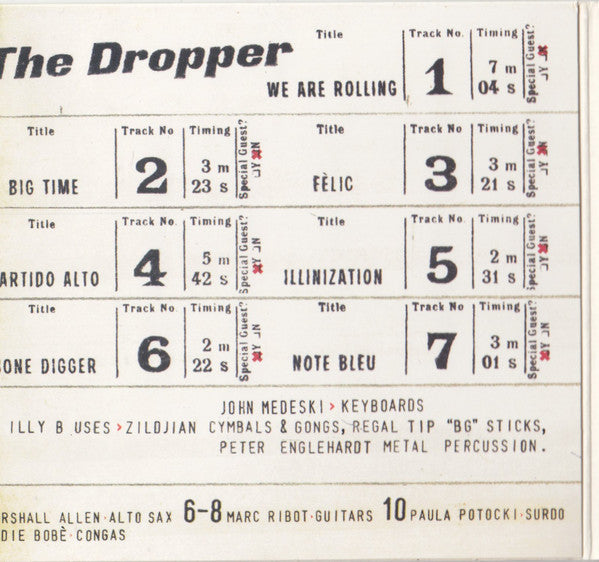 The Dropper
Title Track No. Timing Special Guest?
WE ARE ROLLING 1 7 m 04 s Y N
Title Track No Timing Special Guest? Title Track No. Timing Special Guest?
BIG TIME 2 3 m 23 s Y N FÈLIC 3 3 m 21 s Y N
Title Track No. Timing Special Guest? Title Track No. Timing Special Guest?
ARTIDO ALTO 4 5 m 42 s Y N ILLINIZATION 5 2 m 31 s Y N
Title Track No. Timing Special Guest? Title Track No. Timing Special Guest?
ONE DIGGER 6 2 m 22 s Y N NOTE BLEU 7 3 m 01 s Y N
JOHN MEDESKI > KEYBOARDS
ILLY B USES > ZILDJIAN CYMBALS & GONGS, REGAL TIP "BG" STICKS,
PETER ENGLEHARDT METAL PERCUSSION.
RSHALL ALLEN·ALTO SAX 6-8 MARC RIBOT·GUITARS 10 PAULA POTOCKI·SURDO
DIE BOBÈ·CONGAS